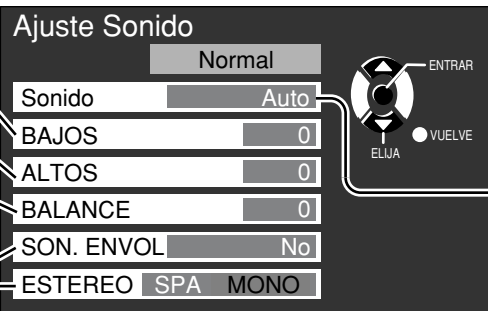 Ajuste Sonido
Normal
Sonido Auto
BAJOS 0
ALTOS 0
BALANCE 0
SON. ENVOL No
ESTEREO SPA MONO
ENTRAR
VUELVE
ELIJA